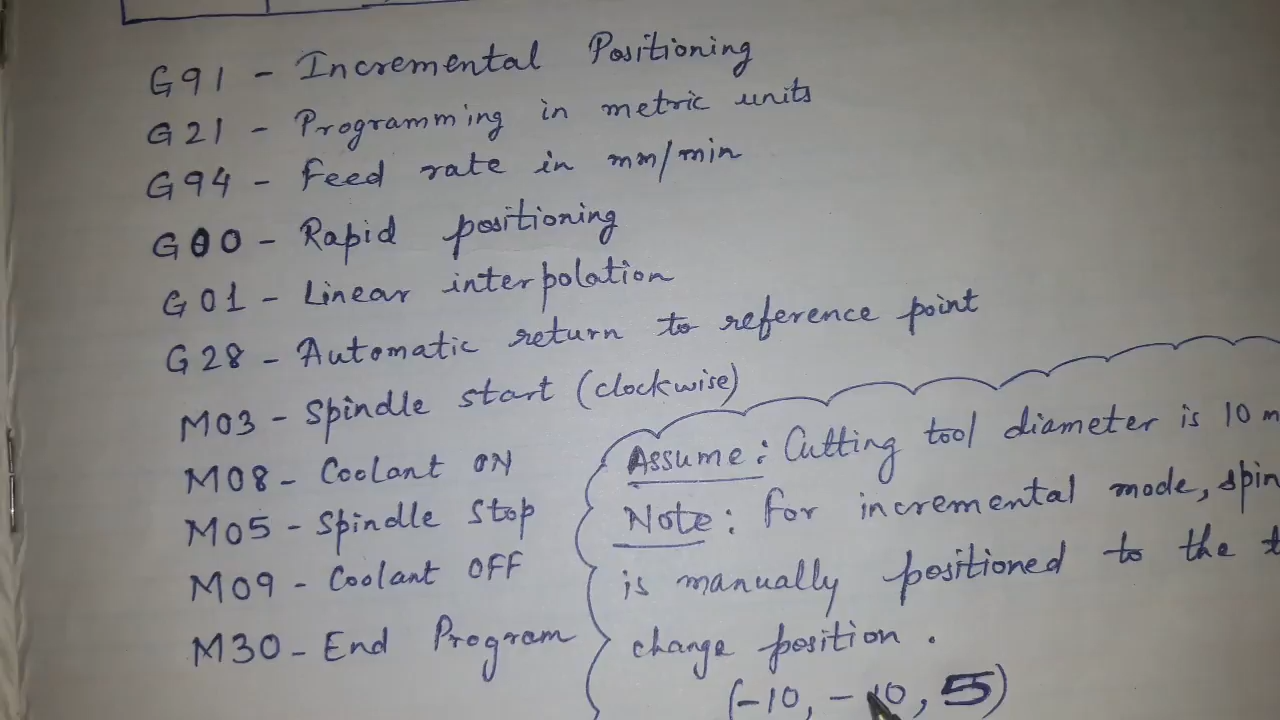 G91 - Incremental Positioning
G21 - Programming in metric units
G94 - Feed rate in mm/min
G00 - Rapid positioning
G01 - Linear interpolation
G28 - Automatic return to reference point
M03 - Spindle start (clockwise)
M08 - Coolant ON
M05 - Spindle Stop
M09 - Coolant OFF
M30 - End Program
Assume: Cutting tool diameter is 10 m
Note: For incremental mode, spin
is manually positioned to the t
change position.
(-10, -10, 5)